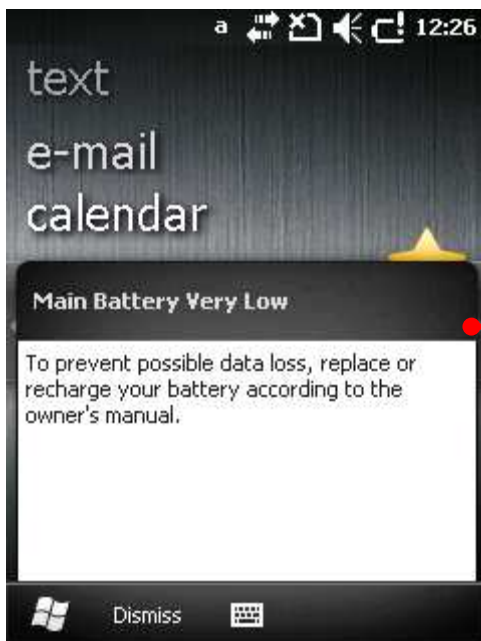 a 12:26
text
e-mail
calendar
Main Battery Very Low
To prevent possible data loss, replace or
recharge your battery according to the
owner's manual.
Dismiss